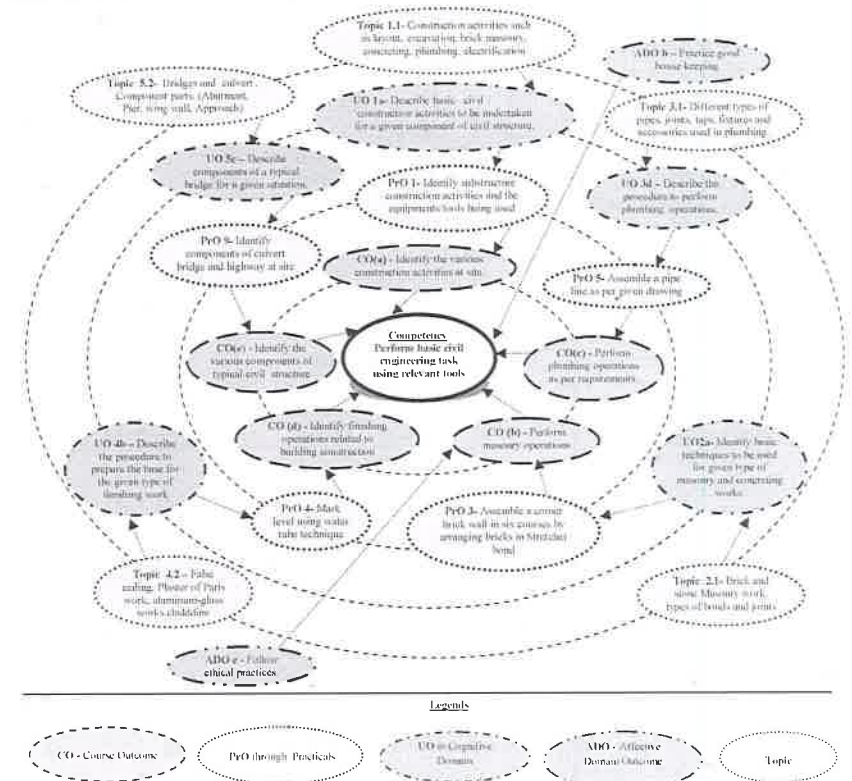 Topic 1.1- Construction activities such
as layout, excavation, brick masonry,
concreting, plumbing, electrification
ADO b – Practice good
house keeping
Topic 5.2- Bridges and culvert
Component parts. (Abutment,
Pier, wing wall, Approach)
UO 1a- Describe basic civil
construction activities to be undertaken
for a given component of civil structure.
Topic 3.1- Different types of
pipes, joints, taps, fixtures and
accessories used in plumbing
UO 5c – Describe
components of a typical
bridge for a given situation.
PrO 1- Identify substructure
construction activities and the
equipments tools being used
UO 3d – Describe the
procedure to perform
plumbing operations.
PrO 9- Identify
components of culvert
bridge and highway at site
CO(a) - Identify the various
construction activities at site.
PrO 5- Assemble a pipe
line as per given drawing
Competency
Perform basic civil
engineering task
using relevant tools
CO(e) - Identify the
various components of
typical civil structure
CO(c) - Perform
plumbing operations
as per requirements
CO (d) - Identify finishing
operations related to
building construction
CO (b) - Perform
masonry operations
UO 4b – Describe
the procedure to
prepare the base for
the given type of
finishing work.
UO2a- Identify basic
techniques to be used
for given type of
masonry and concreting
works.
PrO 4- Mark
level using water
tube technique
PrO 3- Assemble a corner
brick wall in six courses by
arranging bricks in Stretcher
bond
Topic 4.2 – False
ceiling, Plaster of Paris
work, aluminum-glass
works cladding
Topic 2.1- Brick and
stone Masonry work,
types of bonds and joints
ADO e - Follow
ethical practices
Legends
CO - Course Outcome
PrO through Practicals
UO in Cognitive
Domain
ADO - Affective
Domain Outcome
Topic